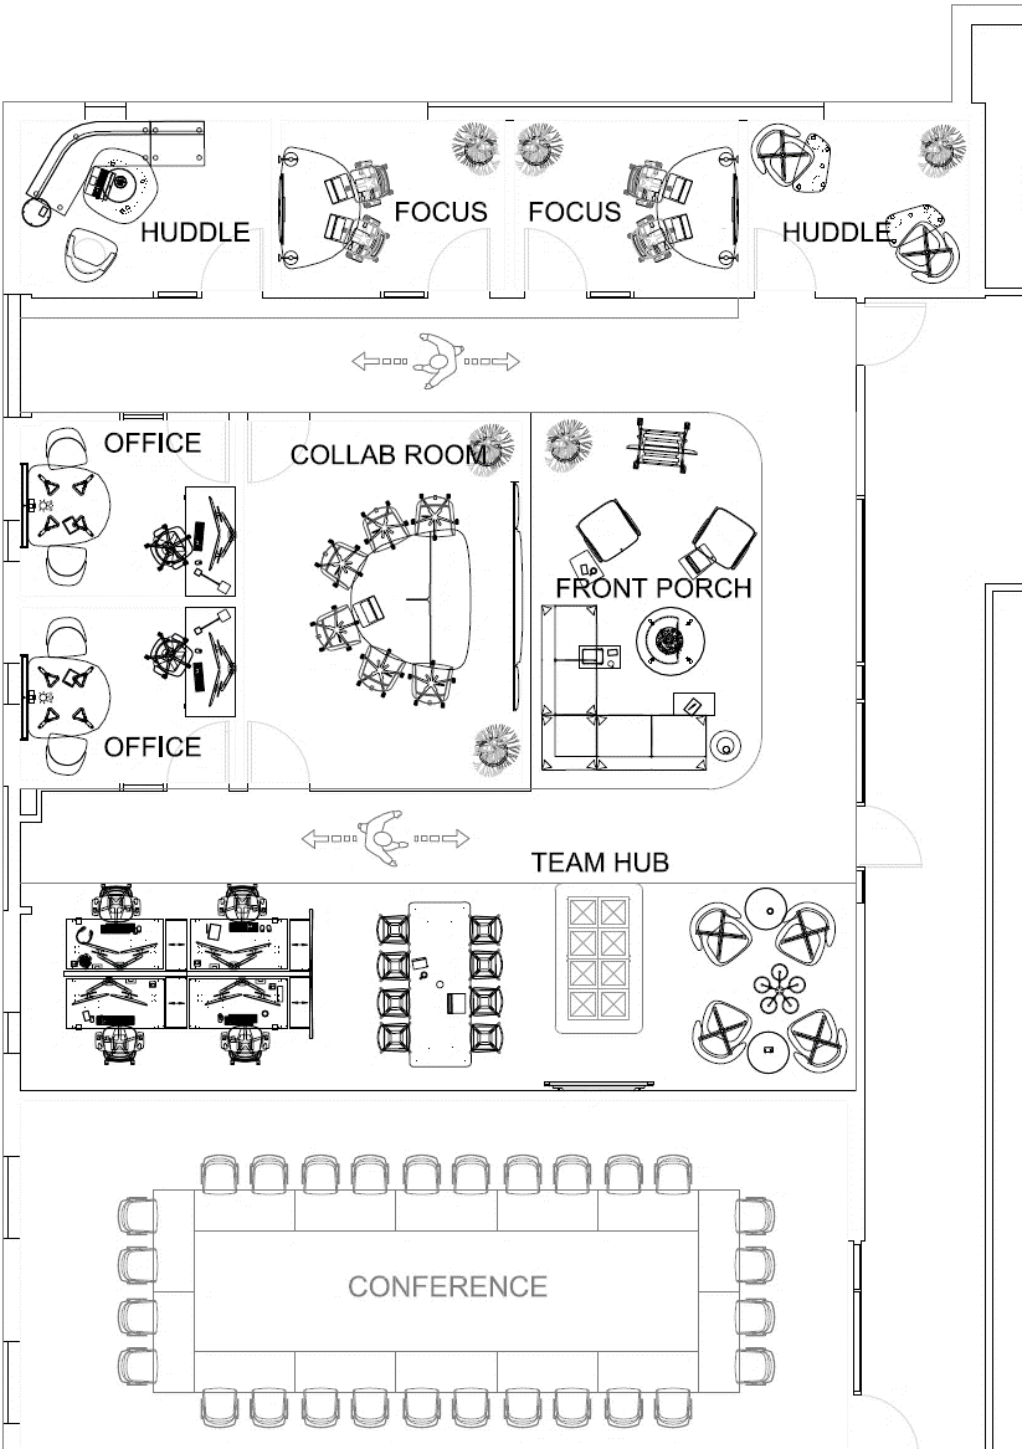 HUDDLE
FOCUS
FOCUS
HUDDLE
OFFICE
COLLAB ROOM
FRONT PORCH
OFFICE
TEAM HUB
CONFERENCE